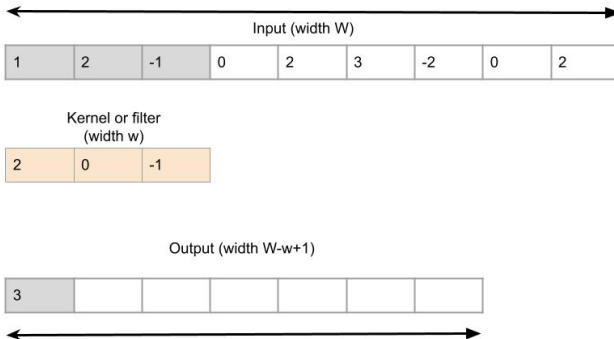 Input (width W)
1 2 -1 0 2 3 -2 0 2
Kernel or filter
(width w)
2 0 -1
Output (width W-w+1)
3